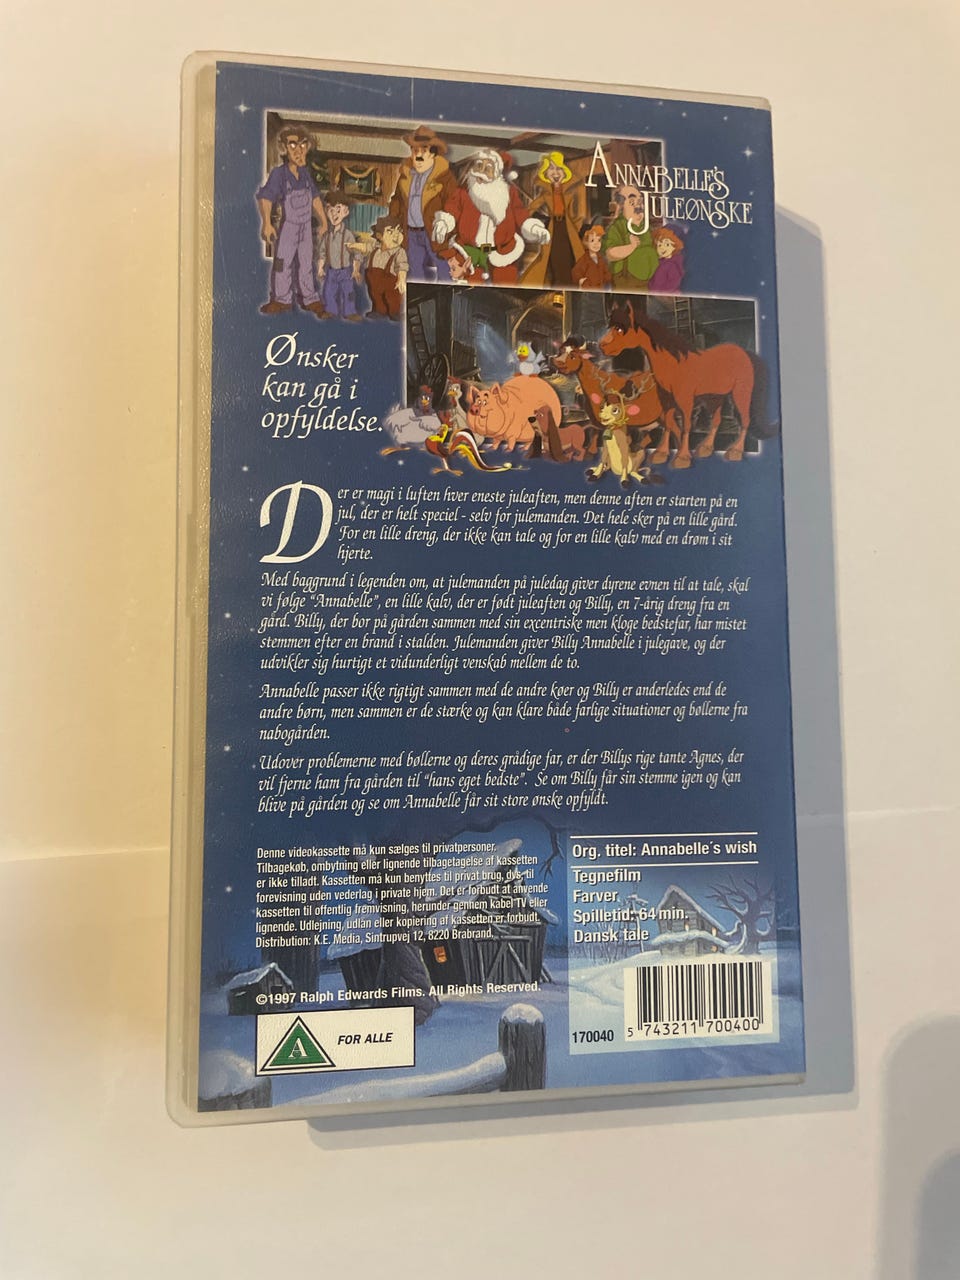 ANNABELLE'S
JULEØNSKE
Ønsker
kan gå i
opfyldelse.
Der er magi i luften hver eneste juleaften, men denne aften er starten på en
jul, der er helt speciel - selv for julemanden. Det hele sker på en lille gård.
For en lille dreng, der ikke kan tale og for en lille kalv med en drøm i sit
hjerte.
Med baggrund i legenden om, at julemanden på juledag giver dyrene evnen til at tale, skal
vi følge "Annabelle", en lille kalv, der er født juleaften og Billy, en 7-årig dreng fra en
gård. Billy, der bor på gården sammen med sin excentriske men kloge bedstefar, har mistet
stemmen efter en brand i stalden. Julemanden giver Billy Annabelle i julegave, og der
udvikler sig hurtigt et vidunderligt venskab mellem de to.
Annabelle passer ikke rigtigt sammen med de andre køer og Billy er anderledes end de
andre børn, men sammen er de stærke og kan klare både farlige situationer og bøllerne fra
nabogården.
Udover problemerne med bøllerne og deres grådige far, er der Billys rige tante Agnes, der
vil fjerne ham fra gården til "hans eget bedste". Se om Billy får sin stemme igen og kan
blive på gården og se om Annabelle får sit store ønske opfyldt.
Denne videokassette må kun sælges til privatpersoner.
Tilbagekøb, ombytning eller lignende tilbagetagelse af kassetten
er ikke tilladt. Kassetten må kun benyttes til privat brug, dvs. til
forevisning uden vederlag i private hjem. Det er forbudt at anvende
kassetten til offentlig fremvisning, herunder gennem kabel TV eller
lignende. Udlejning, udlån eller kopiering af kassetten er forbudt.
Distribution: K.E. Media, Sintrupvej 12, 8220 Brabrand.
©1997 Ralph Edwards Films. All Rights Reserved.
A
FOR ALLE
Org. titel: Annabelle´s wish
Tegnefilm
Farver
Spilletid: 64 min.
Dansk tale
170040
5 743211 700400